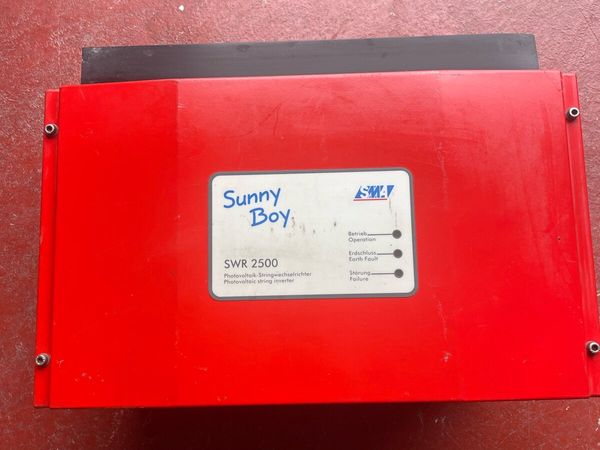 Sunny
Boy
SMA
Betrieb
Operation
Erdschluss
Earth Fault
Störung
Failure
SWR 2500
Photovoltaik-Stringwechselrichter
Photovoltaic string inverter